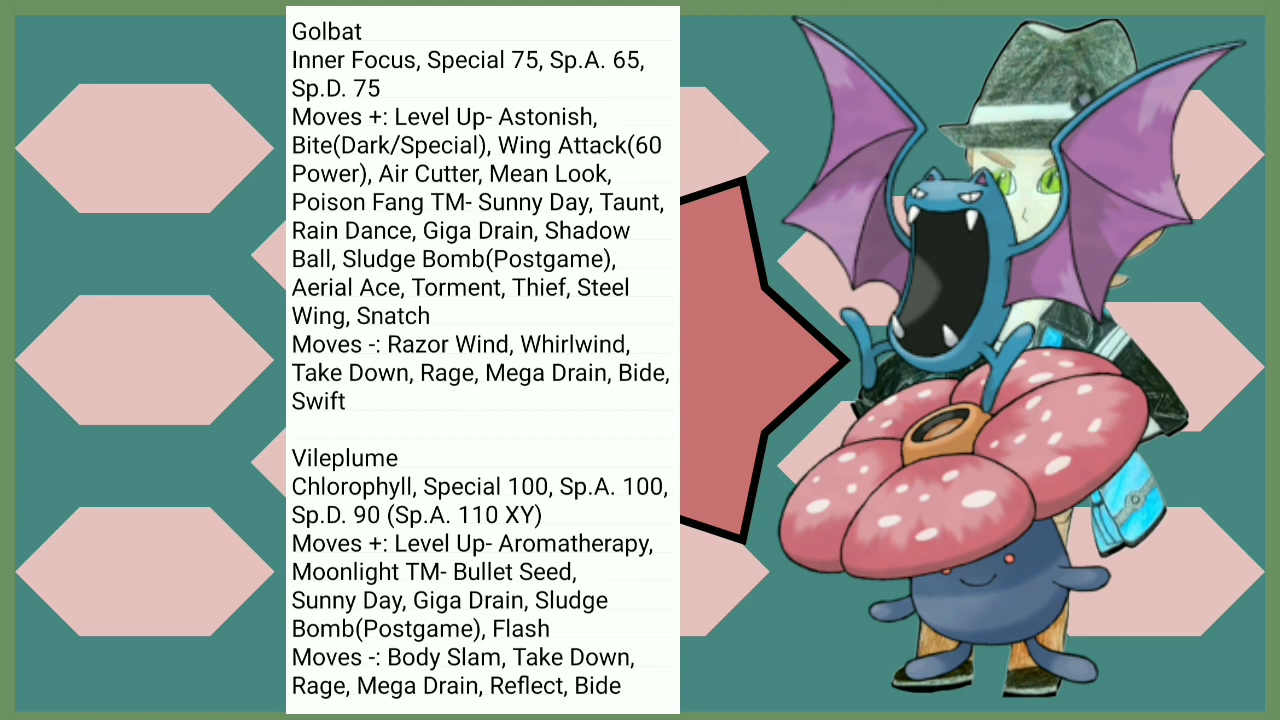 Golbat
Inner Focus, Special 75, Sp.A. 65,
Sp.D. 75
Moves +: Level Up- Astonish,
Bite(Dark/Special), Wing Attack(60
Power), Air Cutter, Mean Look,
Poison Fang TM- Sunny Day, Taunt,
Rain Dance, Giga Drain, Shadow
Ball, Sludge Bomb(Postgame),
Aerial Ace, Torment, Thief, Steel
Wing, Snatch
Moves -: Razor Wind, Whirlwind,
Take Down, Rage, Mega Drain, Bide,
Swift
Vileplume
Chlorophyll, Special 100, Sp.A. 100,
Sp.D. 90 (Sp.A. 110 XY)
Moves +: Level Up- Aromatherapy,
Moonlight TM- Bullet Seed,
Sunny Day, Giga Drain, Sludge
Bomb(Postgame), Flash
Moves -: Body Slam, Take Down,
Rage, Mega Drain, Reflect, Bide